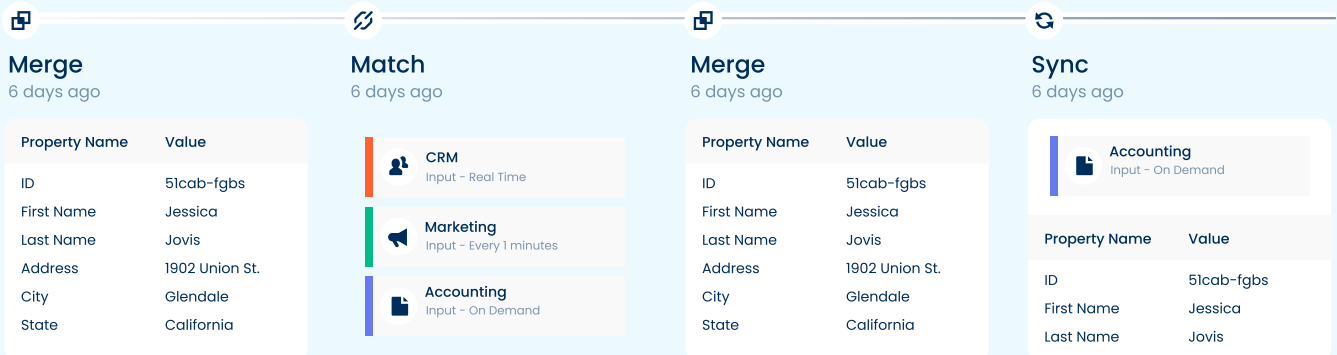 Merge
6 days ago
Property Name Value
ID 51cab-fgbs
First Name Jessica
Last Name Jovis
Address 1902 Union St.
City Glendale
State California
Match
6 days ago
CRM
Input - Real Time
Marketing
Input - Every 1 minutes
Accounting
Input - On Demand
Merge
6 days ago
Property Name Value
ID 51cab-fgbs
First Name Jessica
Last Name Jovis
Address 1902 Union St.
City Glendale
State California
Sync
6 days ago
Accounting
Input - On Demand
Property Name Value
ID 51cab-fgbs
First Name Jessica
Last Name Jovis